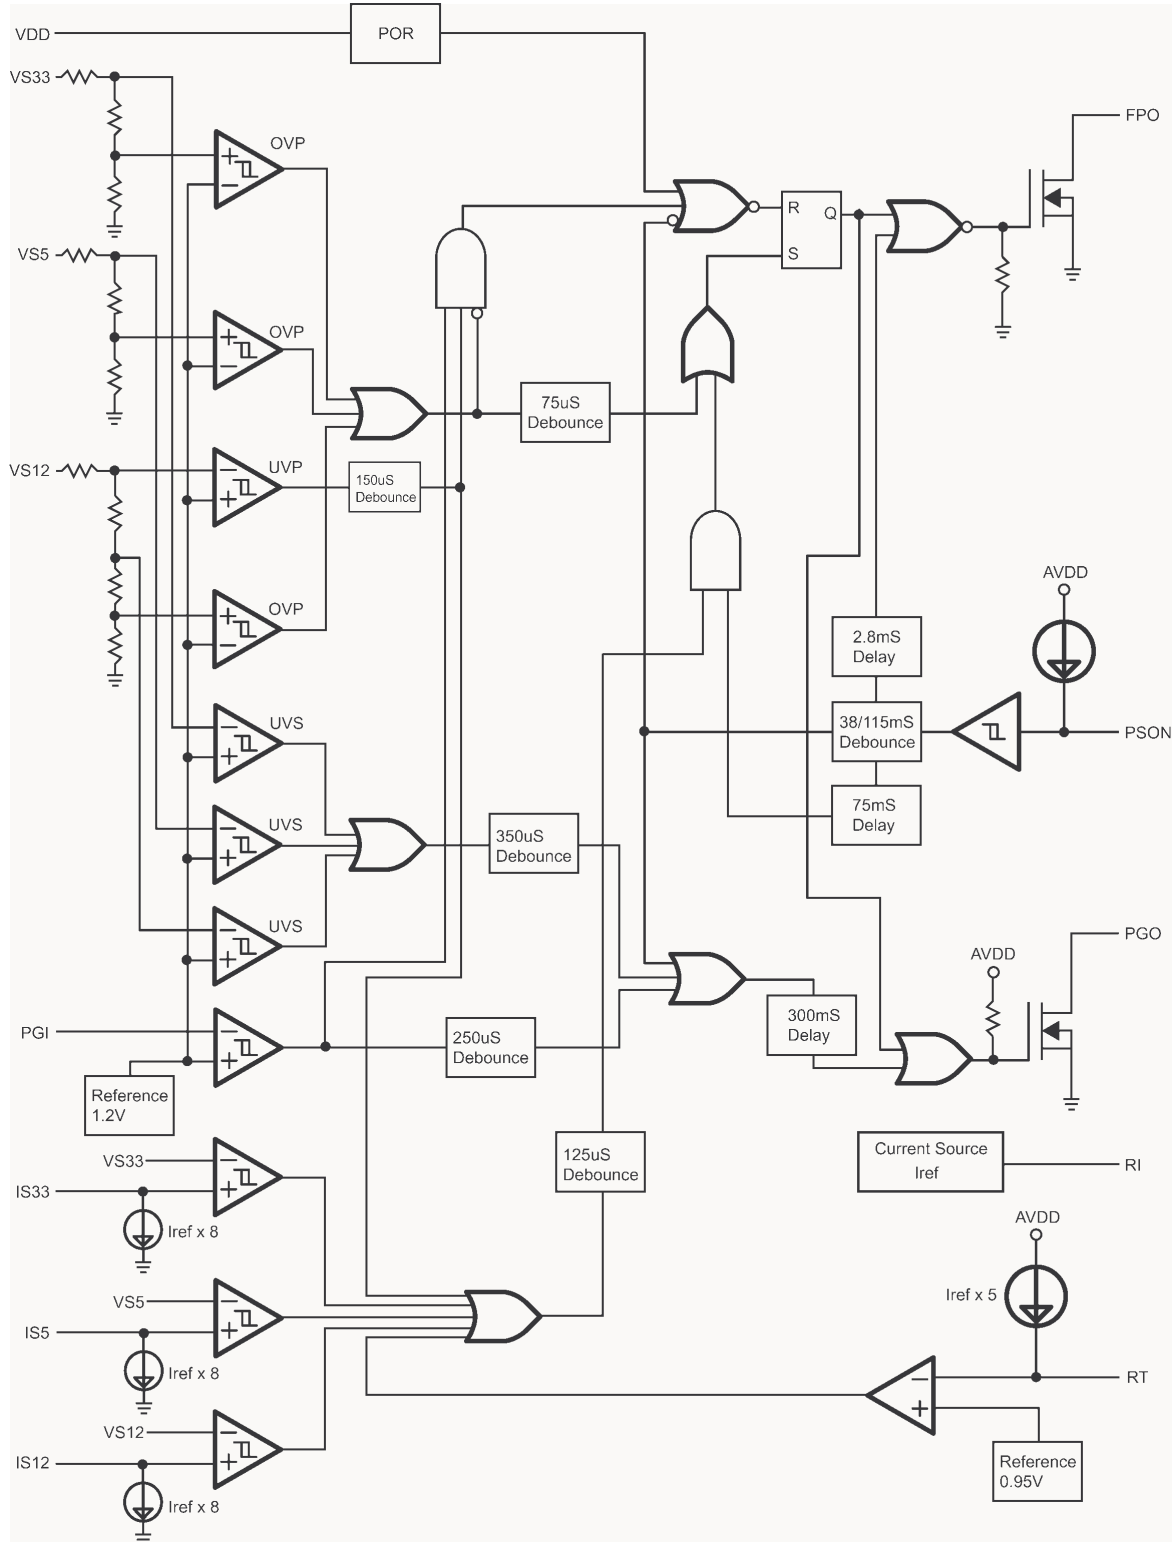 VDD
POR
VS33
OVP
FPO
R
Q
S
VS5
OVP
75uS
Debounce
VS12
UVP
150uS
Debounce
OVP
AVDD
2.8mS
Delay
UVS
38/115mS
Debounce
PSON
75mS
Delay
UVS
350uS
Debounce
UVS
PGO
AVDD
PGI
250uS
Debounce
300mS
Delay
Reference
1.2V
125uS
Debounce
Current Source
Iref
RI
VS33
IS33
Iref x 8
AVDD
VS5
Iref x 5
IS5
Iref x 8
RT
VS12
IS12
Reference
0.95V
Iref x 8